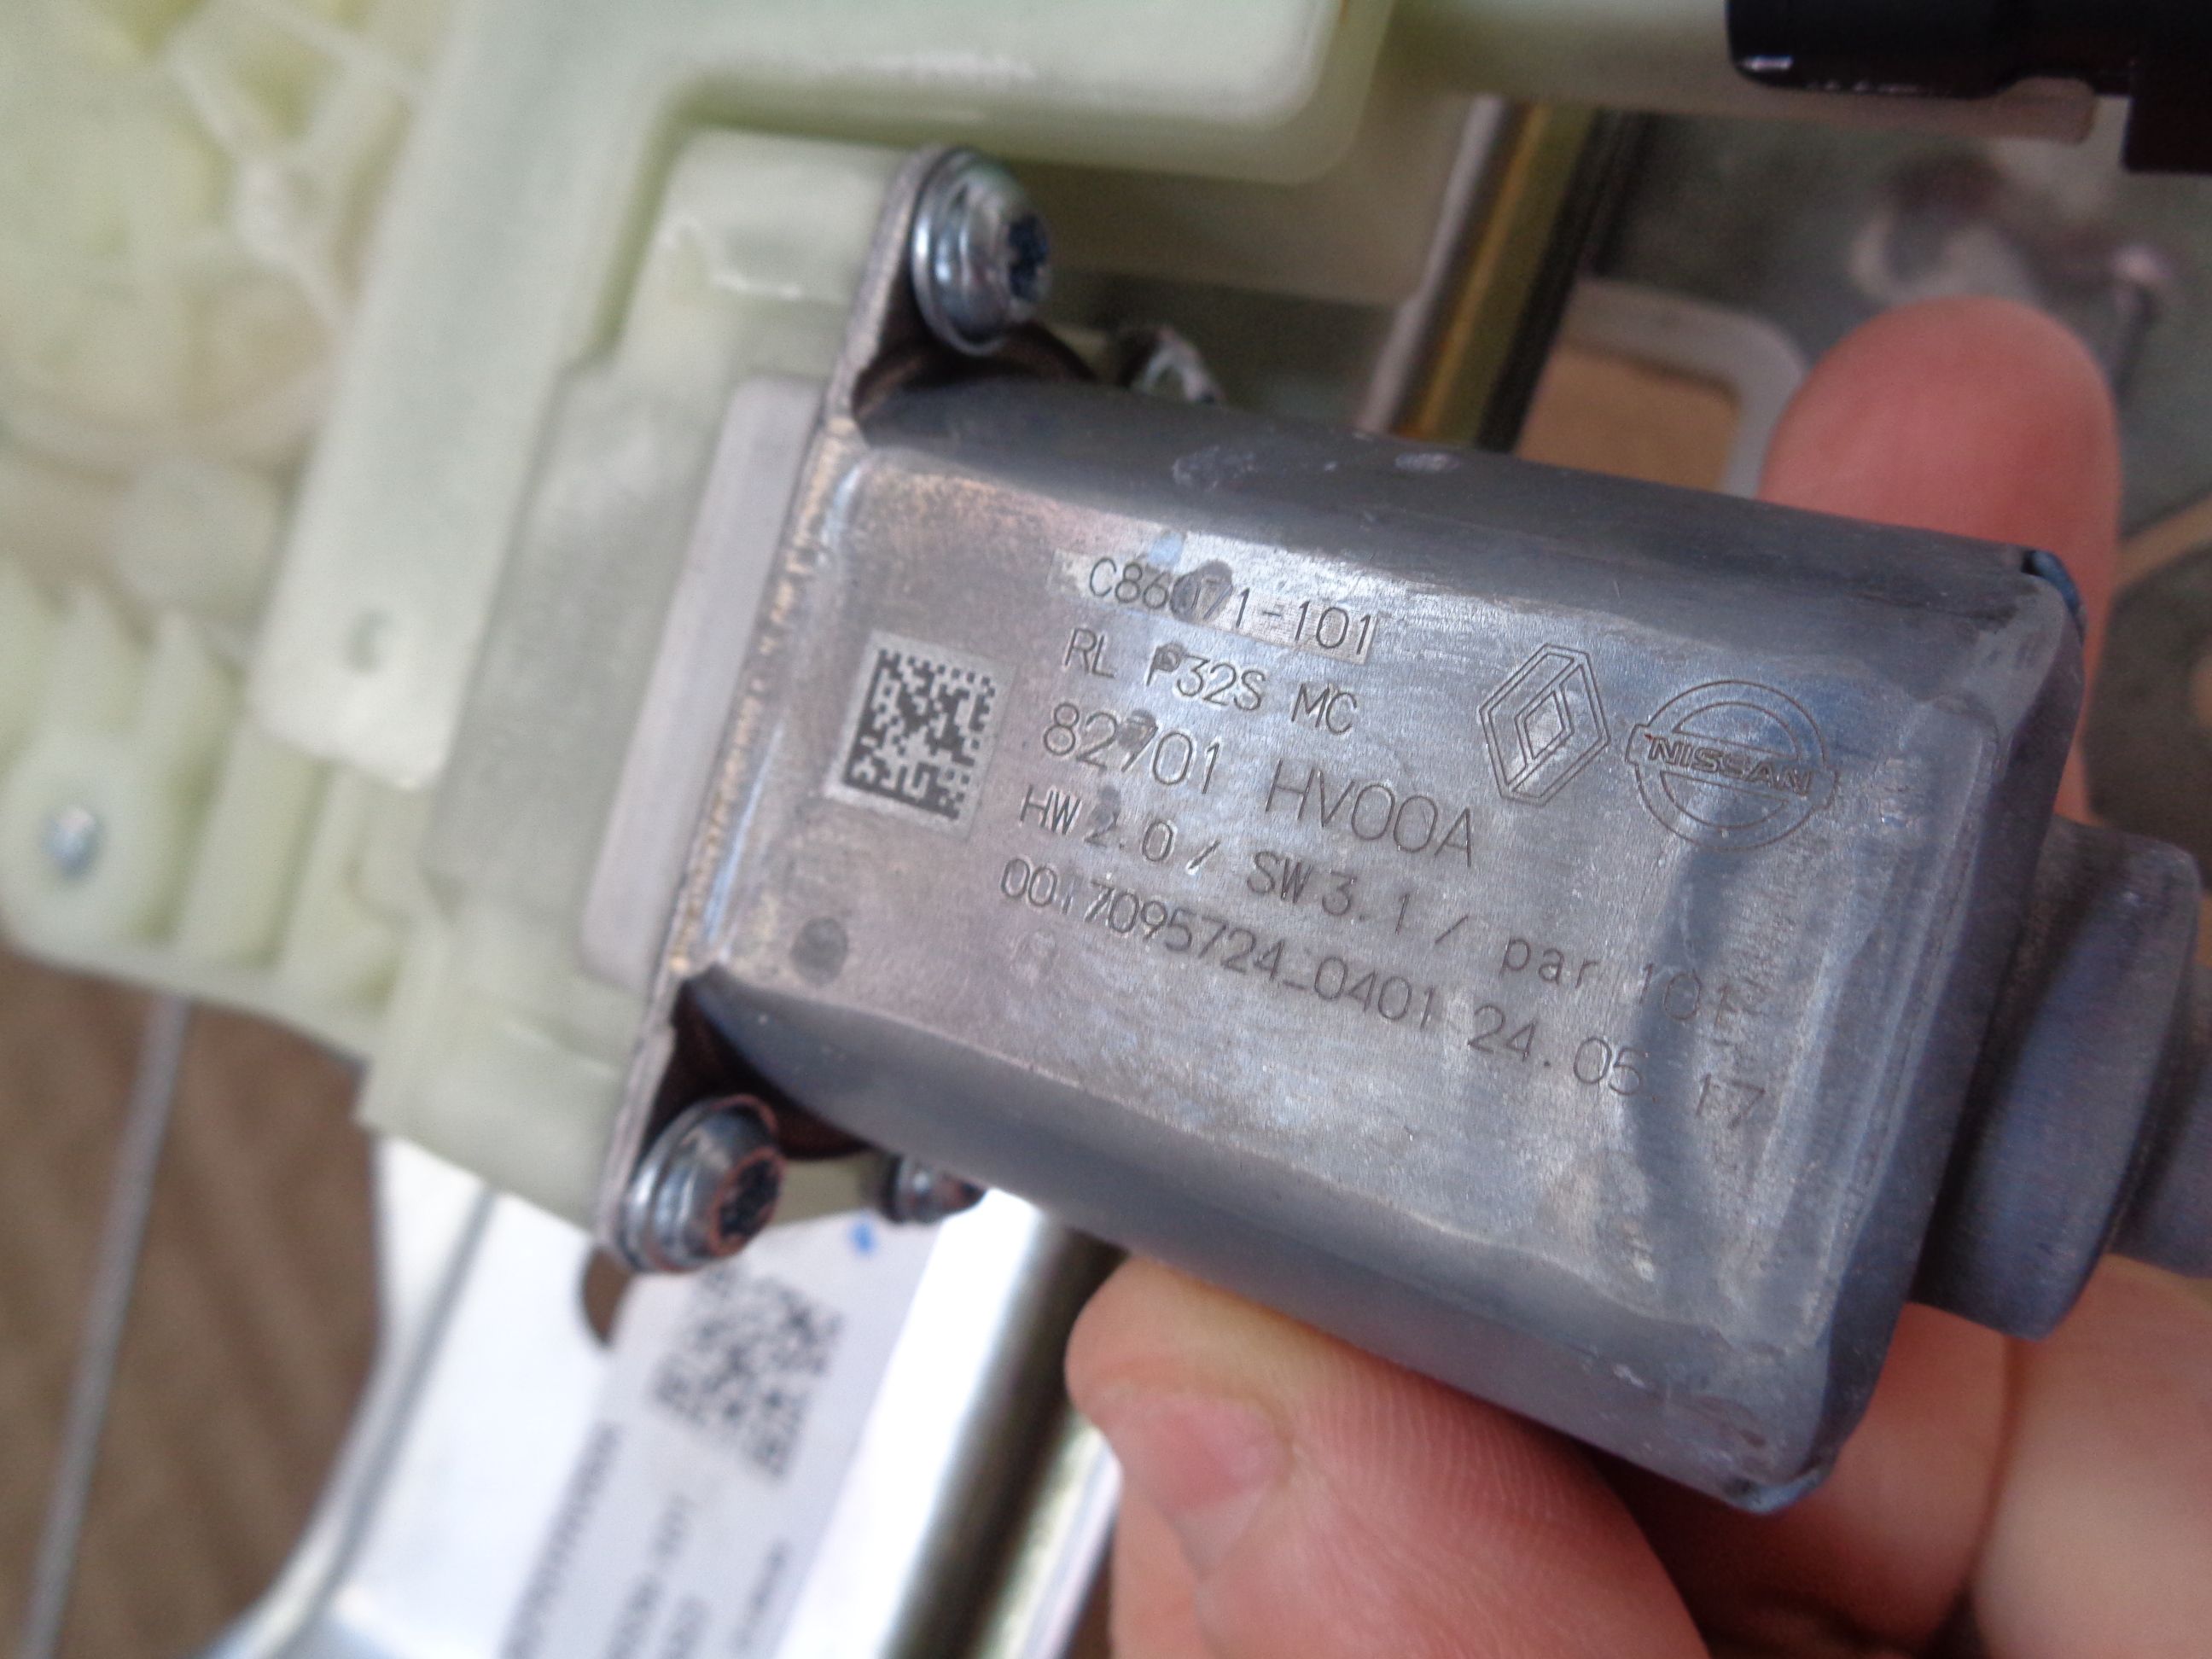 C86071-101
RL P32S MC
82701 HV00A
NISSAN
HW 2.0 / SW 3.1 / par 101
0017095724_0401 24.05.17